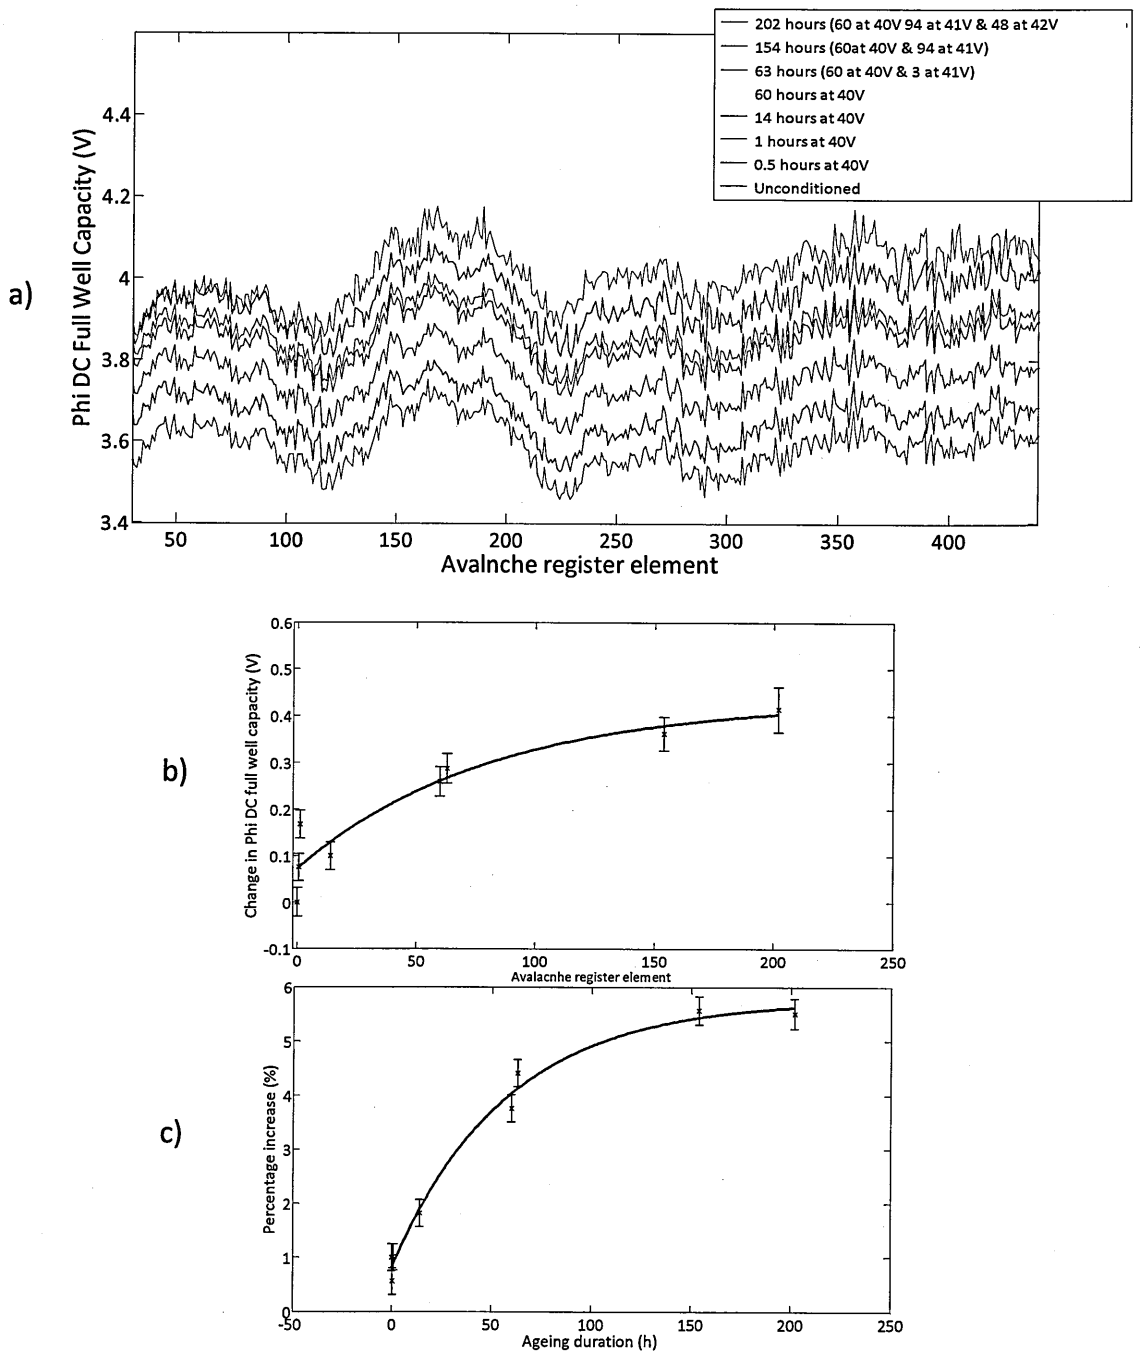 202 hours (60 at 40V 94 at 41V & 48 at 42V
154 hours (60at 40V & 94 at 41V)
63 hours (60 at 40V & 3 at 41V)
60 hours at 40V
14 hours at 40V
1 hours at 40V
0.5 hours at 40V
Unconditioned
a)
Phi DC Full Well Capacity (V)
4.4
4.2
4
3.8
3.6
3.4
50 100 150 200 250 300 350 400
Avalnche register element
b)
Change in Phi DC full well capacity (V)
0.6
0.5
0.4
0.3
0.2
0.1
0
-0.1
0 50 100 150 200 250
Avalacnhe register element
c)
Percentage increase (%)
6
5
4
3
2
1
0
-50 0 50 100 150 200 250
Ageing duration (h)